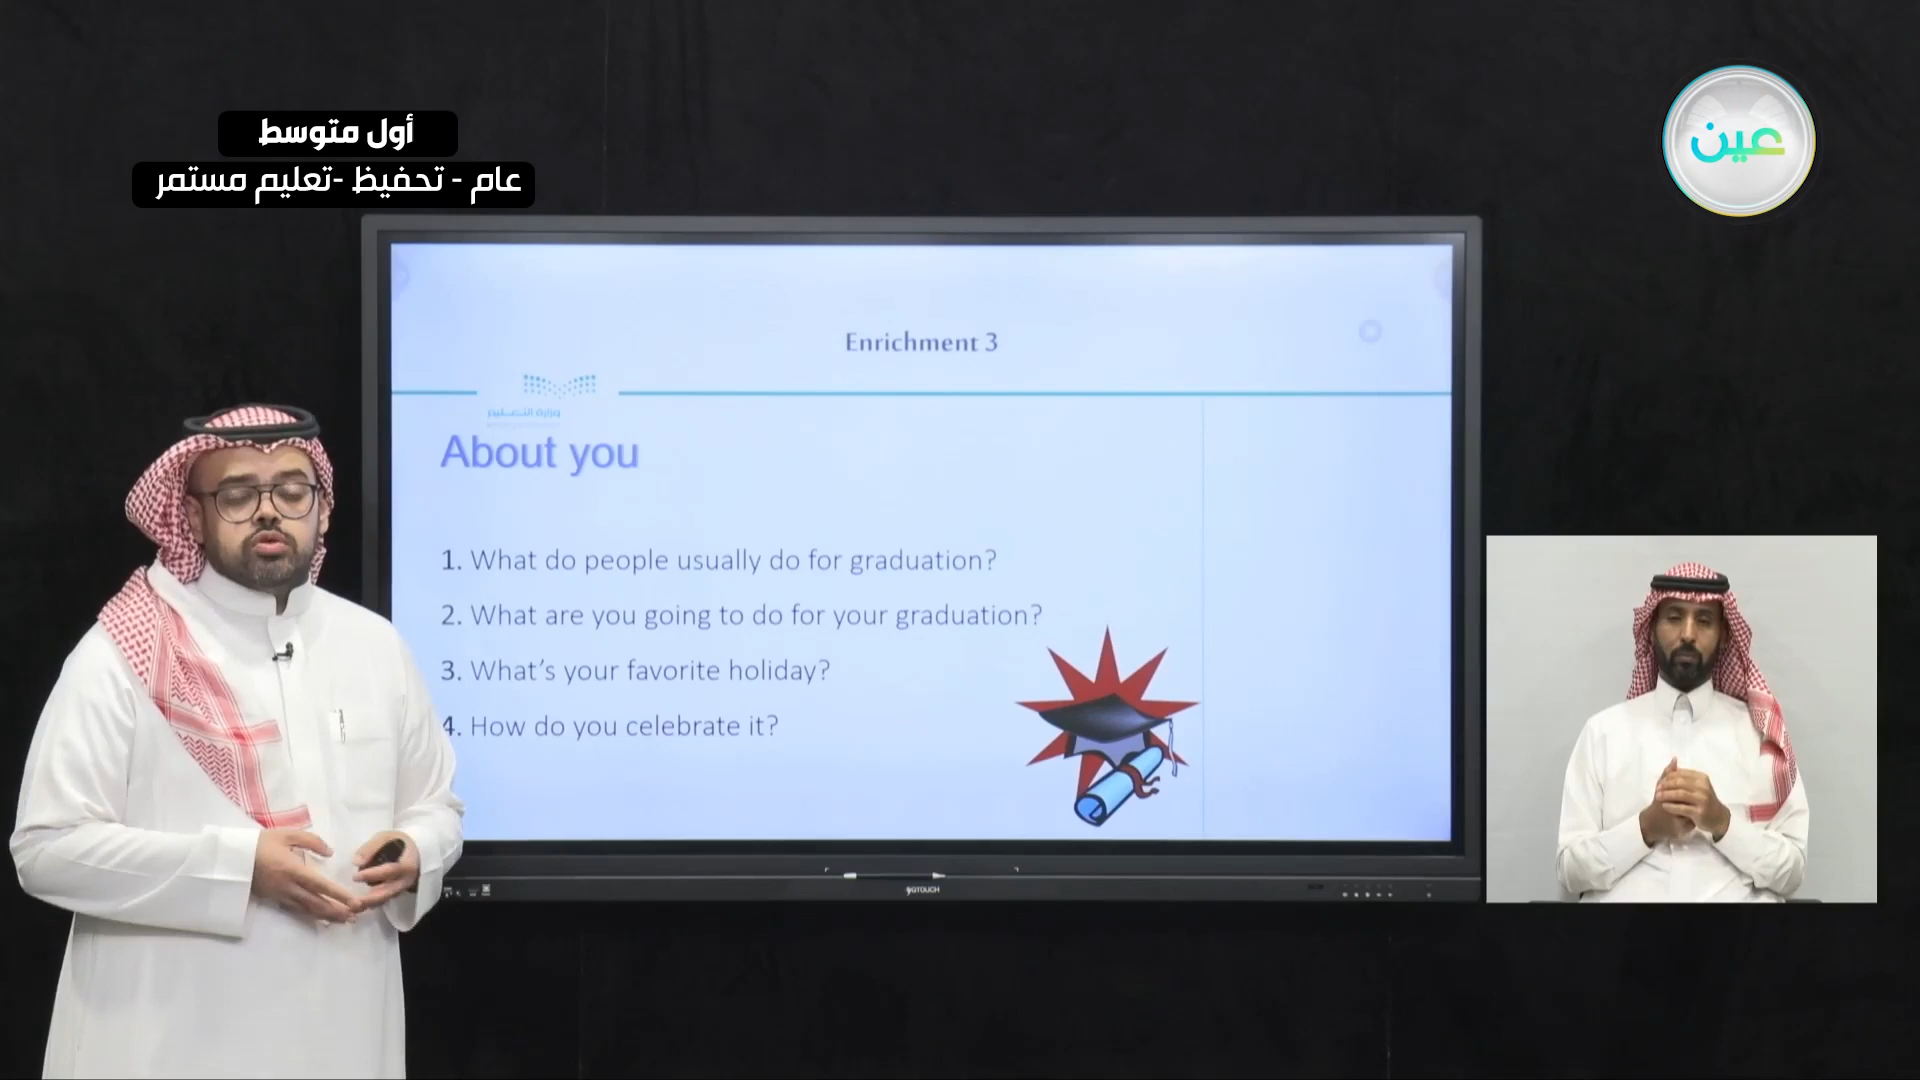 أول متوسط
عام - تحفيظ -تعليم مستمر
عين
Enrichment 3
وزارة التعليم
About you
1. What do people usually do for graduation?
2. What are you going to do for your graduation?
3. What's your favorite holiday?
4. How do you celebrate it?